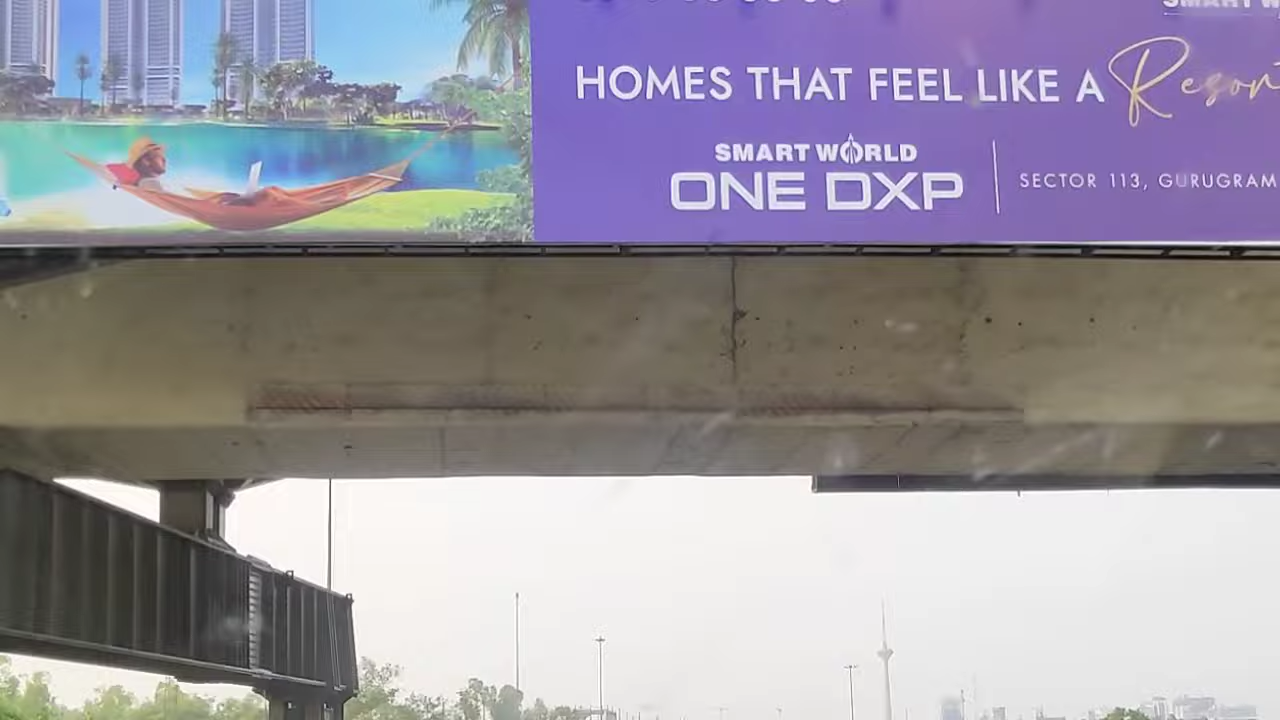 HOMES THAT FEEL LIKE A
SMART WORLD
ONE DXP
SECTOR 113, GURUGRAM